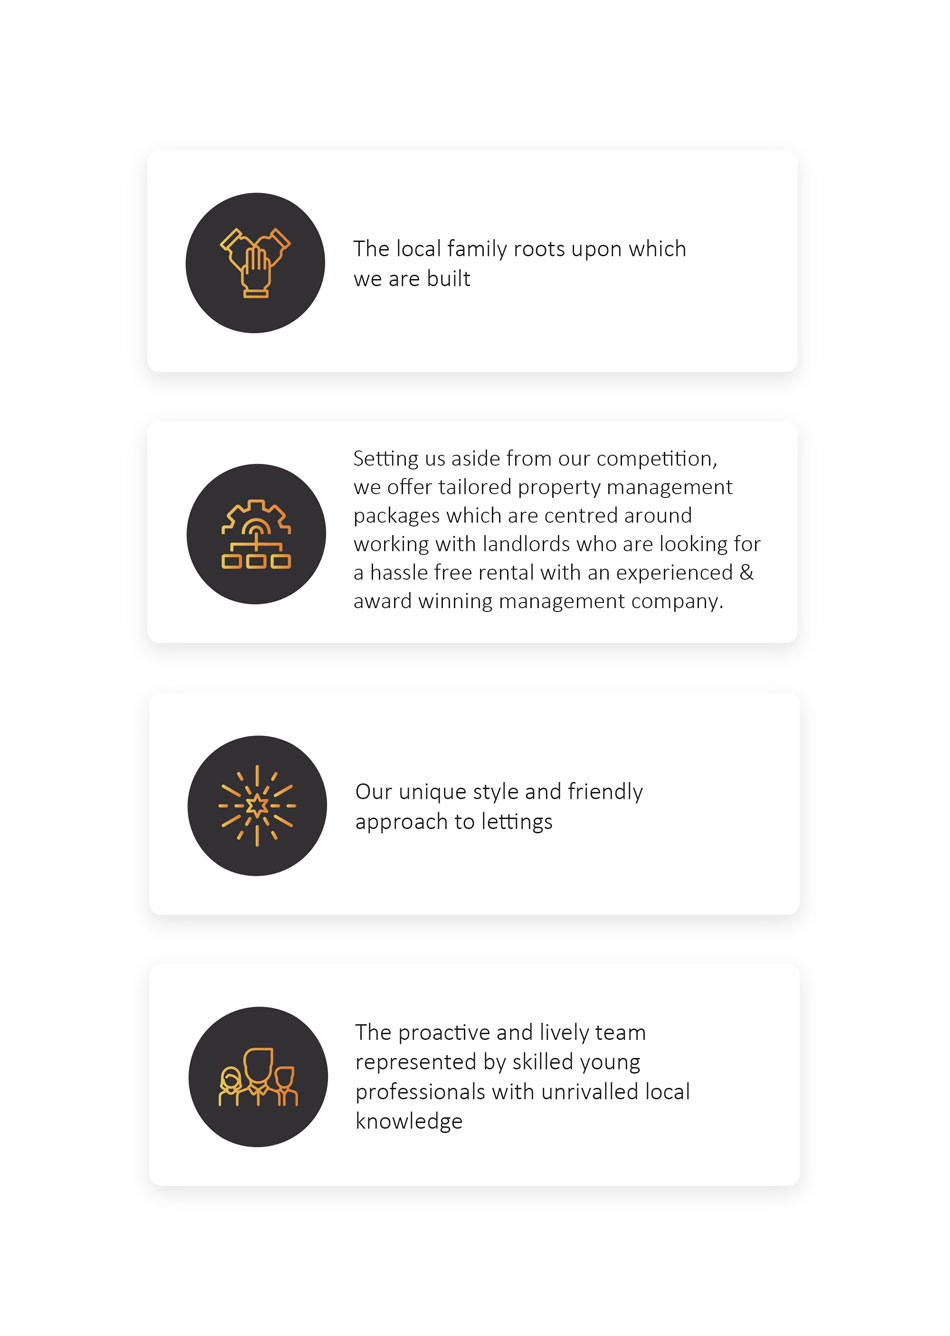 The local family roots upon which
we are built
Setting us aside from our competition,
we offer tailored property management
packages which are centred around
working with landlords who are looking for
a hassle free rental with an experienced &
award winning management company.
Our unique style and friendly
approach to lettings
The proactive and lively team
represented by skilled young
professionals with unrivalled local
knowledge